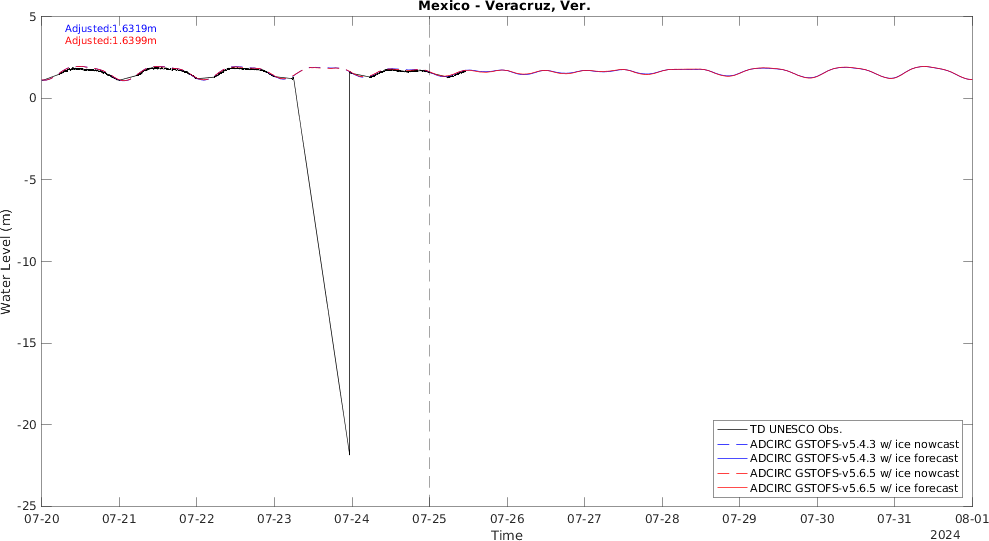 Mexico - Veracruz, Ver.
Adjusted:1.6319m
Adjusted:1.6399m
5
0
-5
-10
-15
-20
-25
Water Level (m)
TD UNESCO Obs.
ADCIRC GSTOFS-v5.4.3 w/ ice nowcast
ADCIRC GSTOFS-v5.4.3 w/ ice forecast
ADCIRC GSTOFS-v5.6.5 w/ ice nowcast
ADCIRC GSTOFS-v5.6.5 w/ ice forecast
07-20 07-21 07-22 07-23 07-24 07-25 07-26 07-27 07-28 07-29 07-30 07-31 08-01
Time
2024